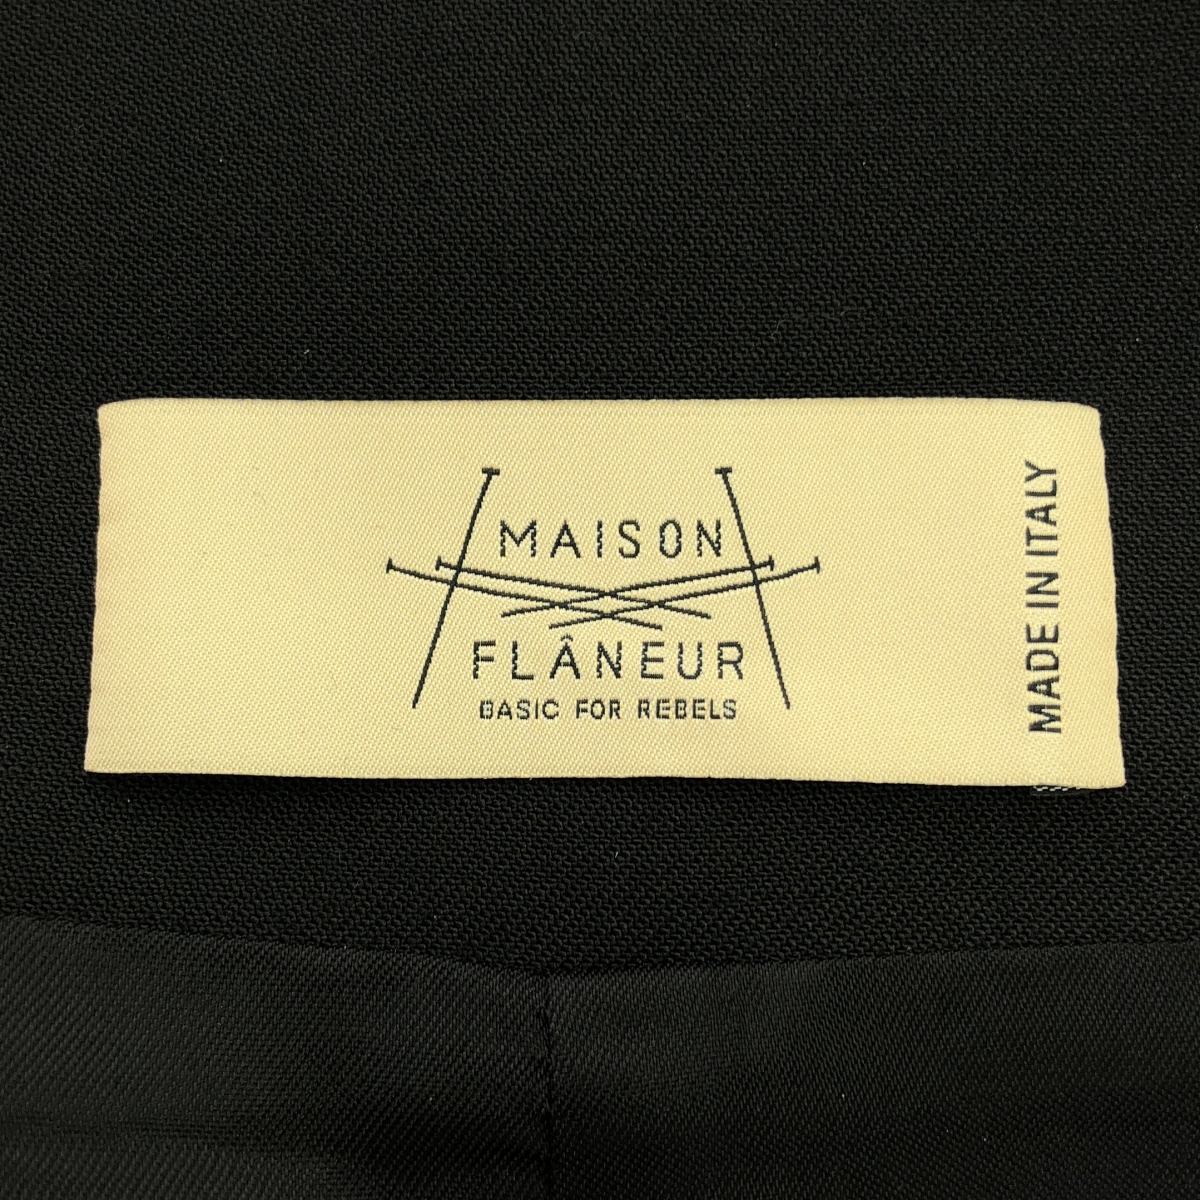 MAISON
FLÂNEUR
BASIC FOR REBELS
MADE IN ITALY